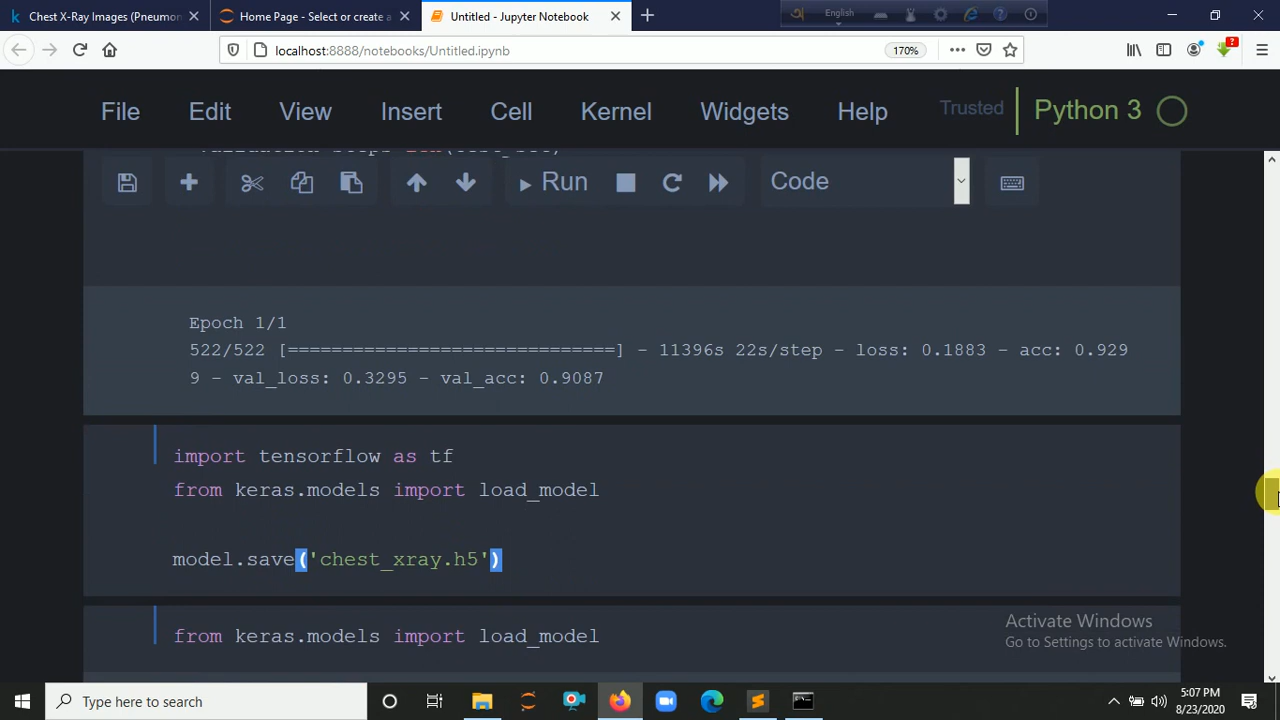 Chest X-Ray Images (Pneumon
Home Page - Select or create a
Untitled - Jupyter Notebook
English
localhost:8888/notebooks/Untitled.ipynb
170%
File Edit View Insert Cell Kernel Widgets Help
Trusted
Python 3
Run
Code
Epoch 1/1
522/522 [==============================] - 11396s 22s/step - loss: 0.1883 - acc: 0.929
9 - val_loss: 0.3295 - val_acc: 0.9087
import tensorflow as tf
from keras.models import load_model
model.save('chest_xray.h5')
from keras.models import load_model
Activate Windows
Go to Settings to activate Windows.
Type here to search
5:07 PM
8/23/2020